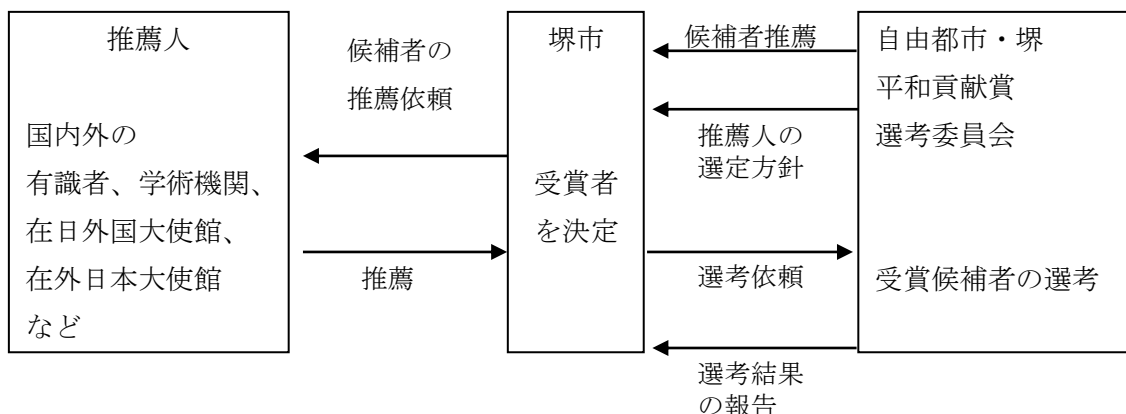 推薦人
国内外の
有識者、学術機関、
在日外国大使館、
在外日本大使館
など
候補者の
推薦依頼
推薦
堺市
受賞者
を決定
候補者推薦
推薦人の
選定方針
選考依頼
選考結果
の報告
自由都市・堺
平和貢献賞
選考委員会
受賞候補者の選考